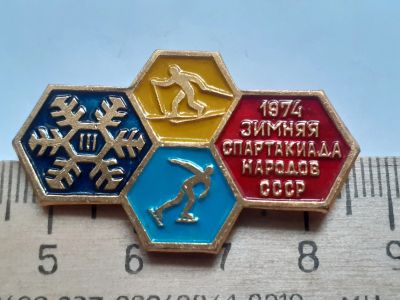 III
1974
ЗИМНЯЯ
СПАРТАКИАДА
НАРОДОВ
СССР
5 6 7 8 9